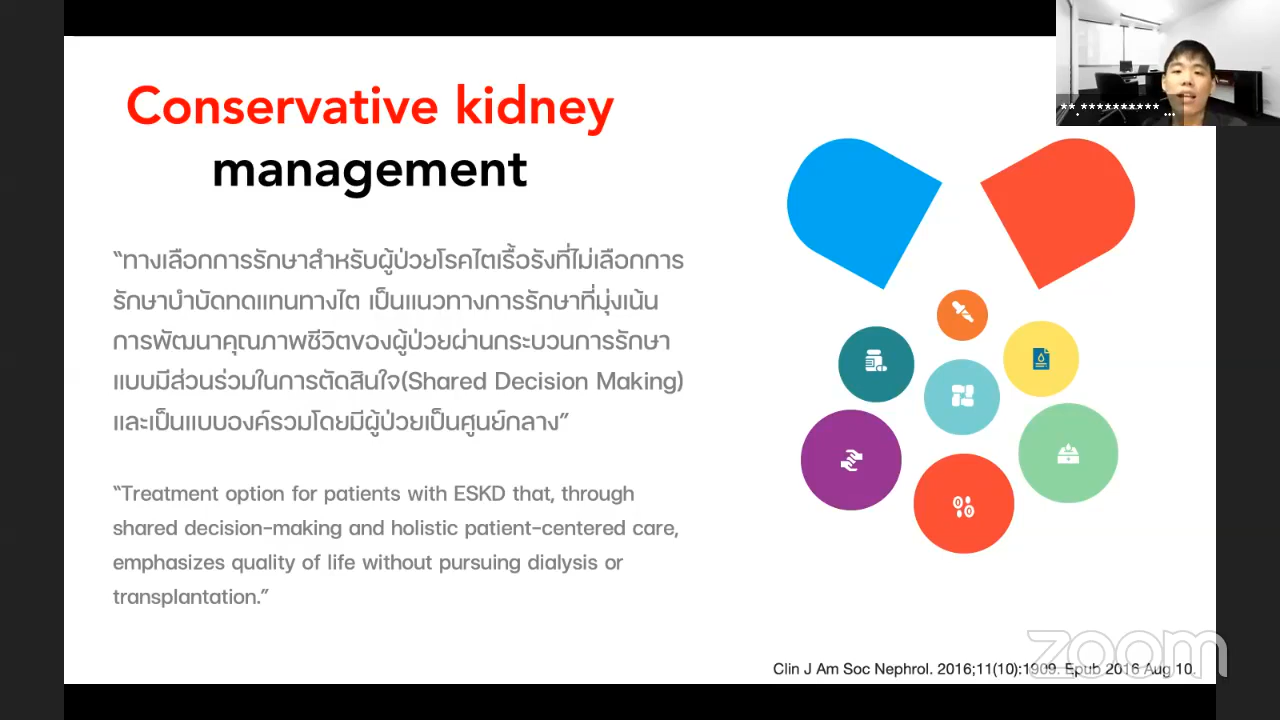 Conservative kidney
management
“ทางเลือกการรักษาสำหรับผู้ป่วยโรคไตเรื้อรังที่ไม่เลือกการ
รักษาบำบัดทดแทนทางไต เป็นแนวทางการรักษาที่มุ่งเน้น
การพัฒนาคุณภาพชีวิตของผู้ป่วยผ่านกระบวนการรักษา
แบบมีส่วนร่วมในการตัดสินใจ(Shared Decision Making)
และเป็นแบบองค์รวมโดยมีผู้ป่วยเป็นศูนย์กลาง”
“Treatment option for patients with ESKD that, through
shared decision-making and holistic patient-centered care,
emphasizes quality of life without pursuing dialysis or
transplantation.”
Clin J Am Soc Nephrol. 2016;11(10):1909. Epub 2016 Aug 10.
zoom
**.********** ...